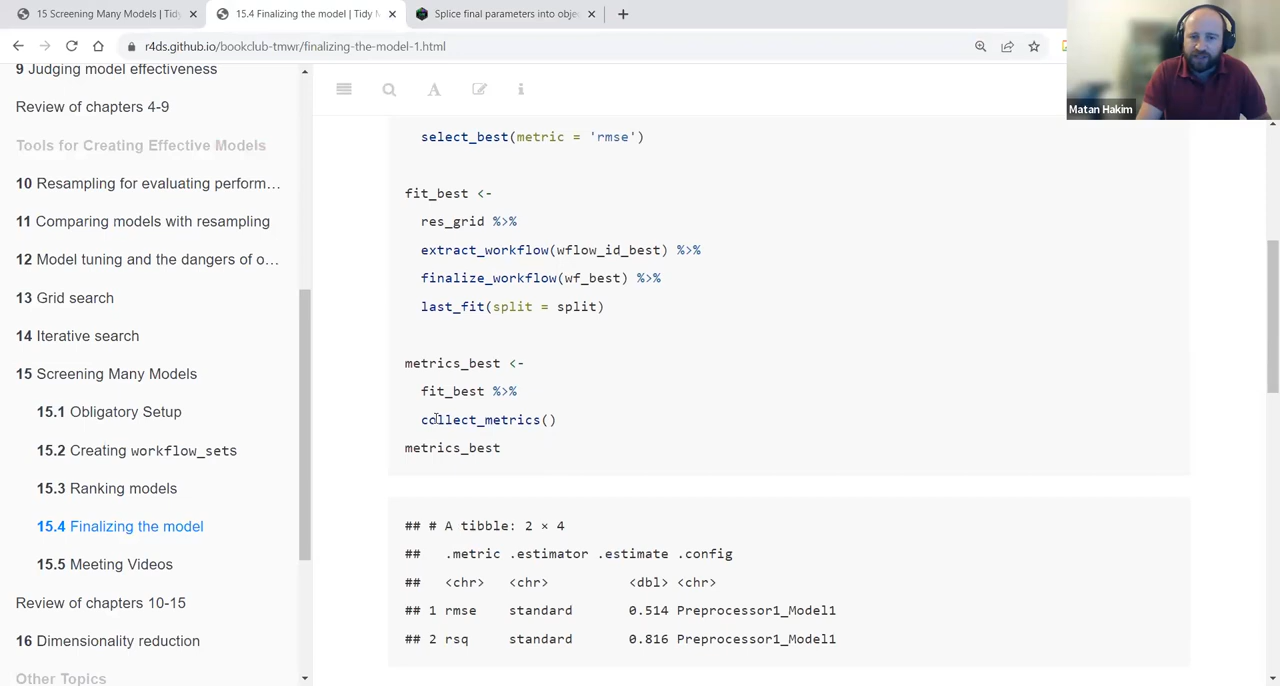 15 Screening Many Models | Tidy
15.4 Finalizing the model | Tidy M
Splice final parameters into obje
r4ds.github.io/bookclub-tmwr/finalizing-the-model-1.html
Matan Hakim
9 Judging model effectiveness
Review of chapters 4-9
Tools for Creating Effective Models
10 Resampling for evaluating perform…
11 Comparing models with resampling
12 Model tuning and the dangers of o…
13 Grid search
14 Iterative search
15 Screening Many Models
15.1 Obligatory Setup
15.2 Creating workflow_sets
15.3 Ranking models
15.4 Finalizing the model
15.5 Meeting Videos
Review of chapters 10-15
16 Dimensionality reduction
Other Topics
select_best(metric = 'rmse')
fit_best <-
res_grid %>%
extract_workflow(wflow_id_best) %>%
finalize_workflow(wf_best) %>%
last_fit(split = split)
metrics_best <-
fit_best %>%
collect_metrics()
metrics_best
## # A tibble: 2 × 4
## .metric .estimator .estimate .config
## <chr> <chr> <dbl> <chr>
## 1 rmse standard 0.514 Preprocessor1_Model1
## 2 rsq standard 0.816 Preprocessor1_Model1